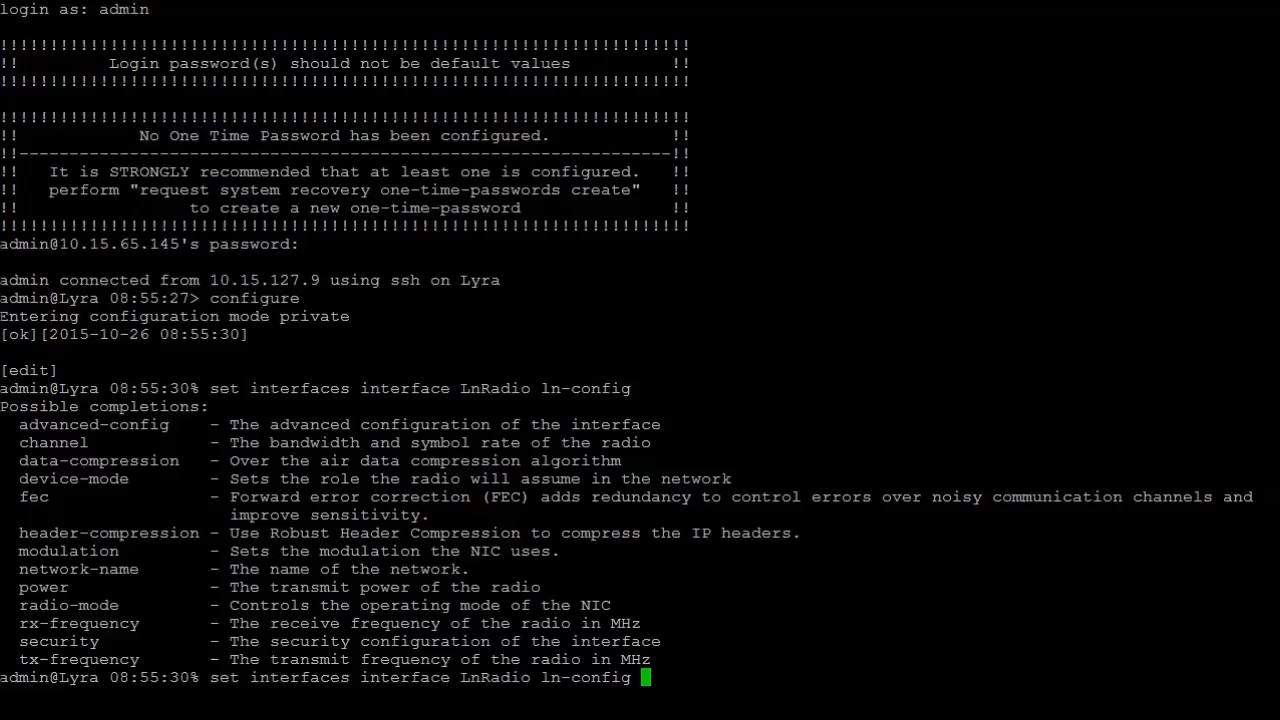 login as: admin
!!!!!!!!!!!!!!!!!!!!!!!!!!!!!!!!!!!!!!!!!!!!!!!!!!!!!!!!!!!!!!!!!!!!!
!!         Login password(s) should not be default values          !!
!!!!!!!!!!!!!!!!!!!!!!!!!!!!!!!!!!!!!!!!!!!!!!!!!!!!!!!!!!!!!!!!!!!!!
!!!!!!!!!!!!!!!!!!!!!!!!!!!!!!!!!!!!!!!!!!!!!!!!!!!!!!!!!!!!!!!!!!!!!
!!            No One Time Password has been configured.            !!
!!-----------------------------------------------------------------!!
!!   It is STRONGLY recommended that at least one is configured.   !!
!!   perform "request system recovery one-time-passwords create"   !!
!!                 to create a new one-time-password               !!
!!!!!!!!!!!!!!!!!!!!!!!!!!!!!!!!!!!!!!!!!!!!!!!!!!!!!!!!!!!!!!!!!!!!!
admin@10.15.65.145's password:
admin connected from 10.15.127.9 using ssh on Lyra
admin@Lyra 08:55:27> configure
Entering configuration mode private
[ok][2015-10-26 08:55:30]
[edit]
admin@Lyra 08:55:30% set interfaces interface LnRadio ln-config
Possible completions:
advanced-config    - The advanced configuration of the interface
channel            - The bandwidth and symbol rate of the radio
data-compression   - Over the air data compression algorithm
device-mode        - Sets the role the radio will assume in the network
fec                - Forward error correction (FEC) adds redundancy to control errors over noisy communication channels and
improve sensitivity.
header-compression - Use Robust Header Compression to compress the IP headers.
modulation         - Sets the modulation the NIC uses.
network-name       - The name of the network.
power              - The transmit power of the radio
radio-mode         - Controls the operating mode of the NIC
rx-frequency       - The receive frequency of the radio in MHz
security           - The security configuration of the interface
tx-frequency       - The transmit frequency of the radio in MHz
admin@Lyra 08:55:30% set interfaces interface LnRadio ln-config